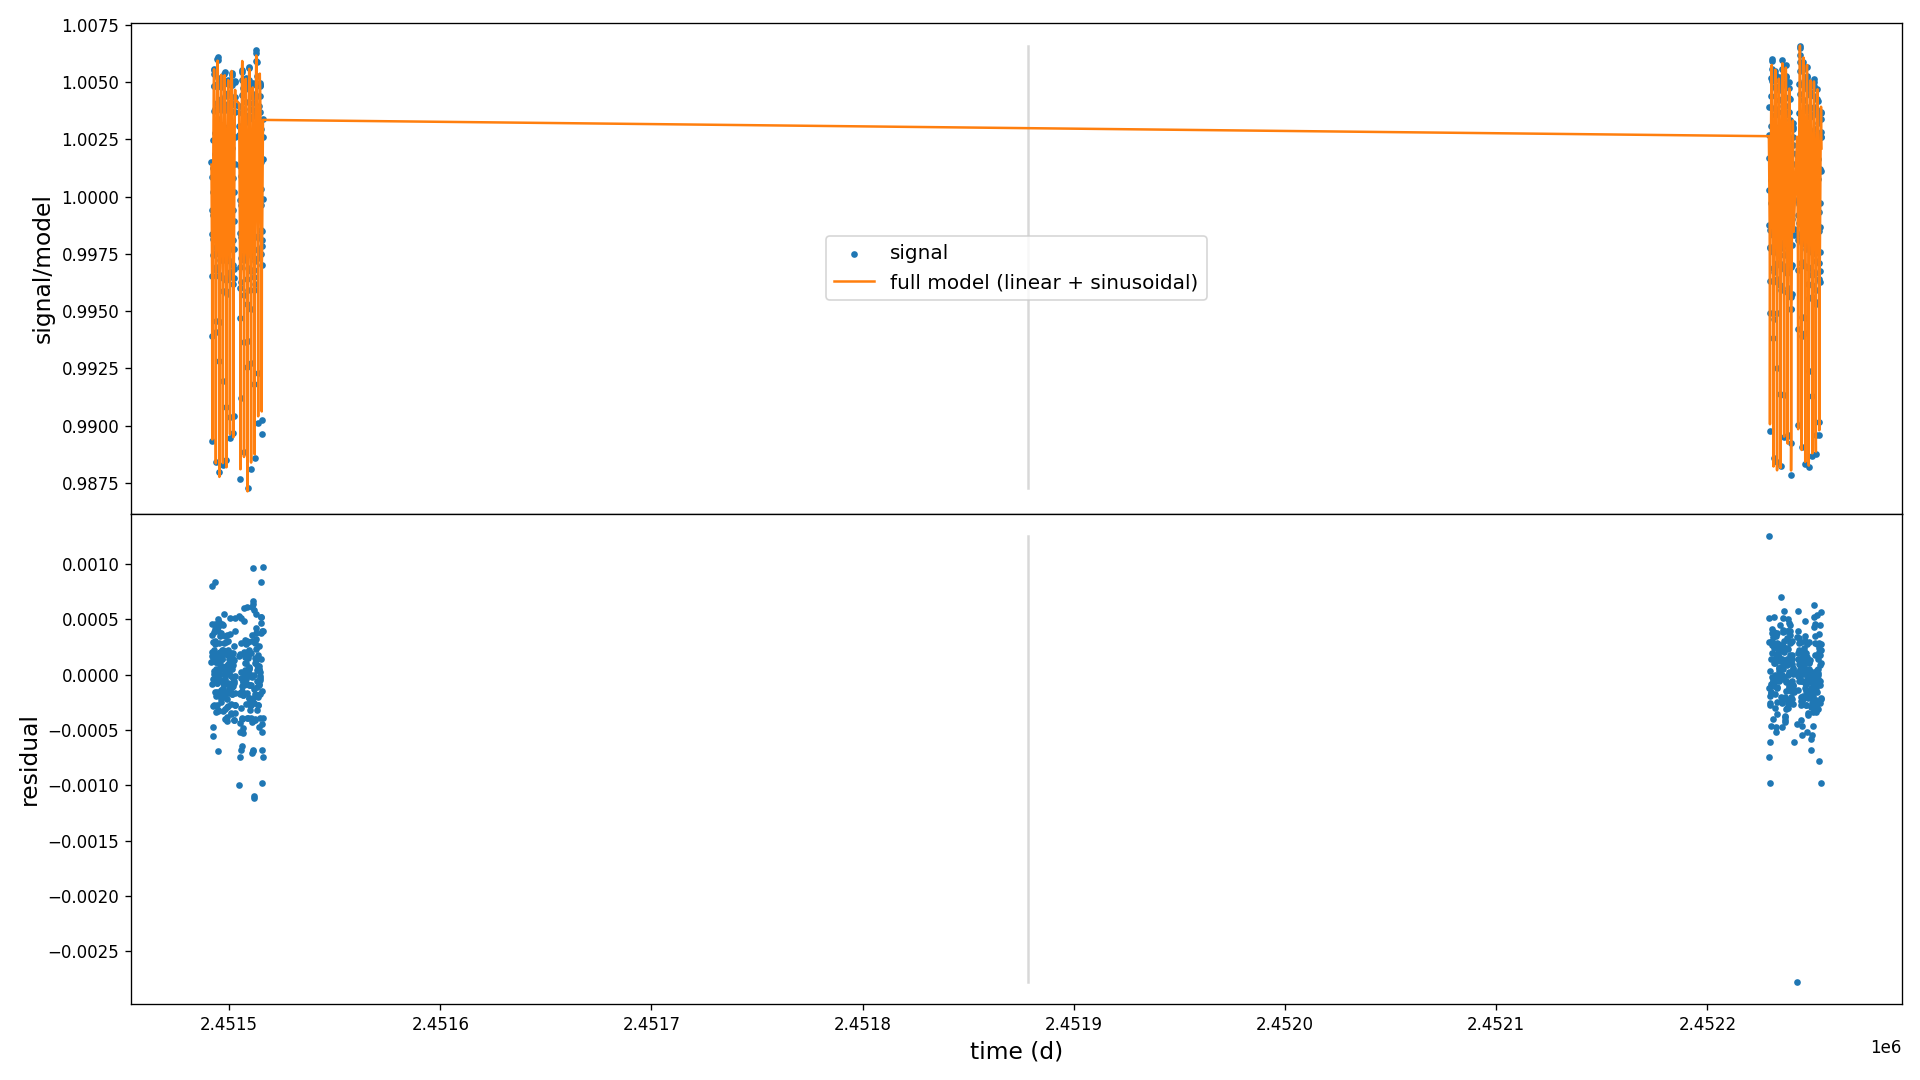 1.0075
1.0050
1.0025
1.0000
0.9975
0.9950
0.9925
0.9900
0.9875
signal/model
signal
full model (linear + sinusoidal)
0.0010
0.0005
0.0000
−0.0005
−0.0010
−0.0015
−0.0020
−0.0025
residual
2.4515 2.4516 2.4517 2.4518 2.4519 2.4520 2.4521 2.4522
1e6
time (d)